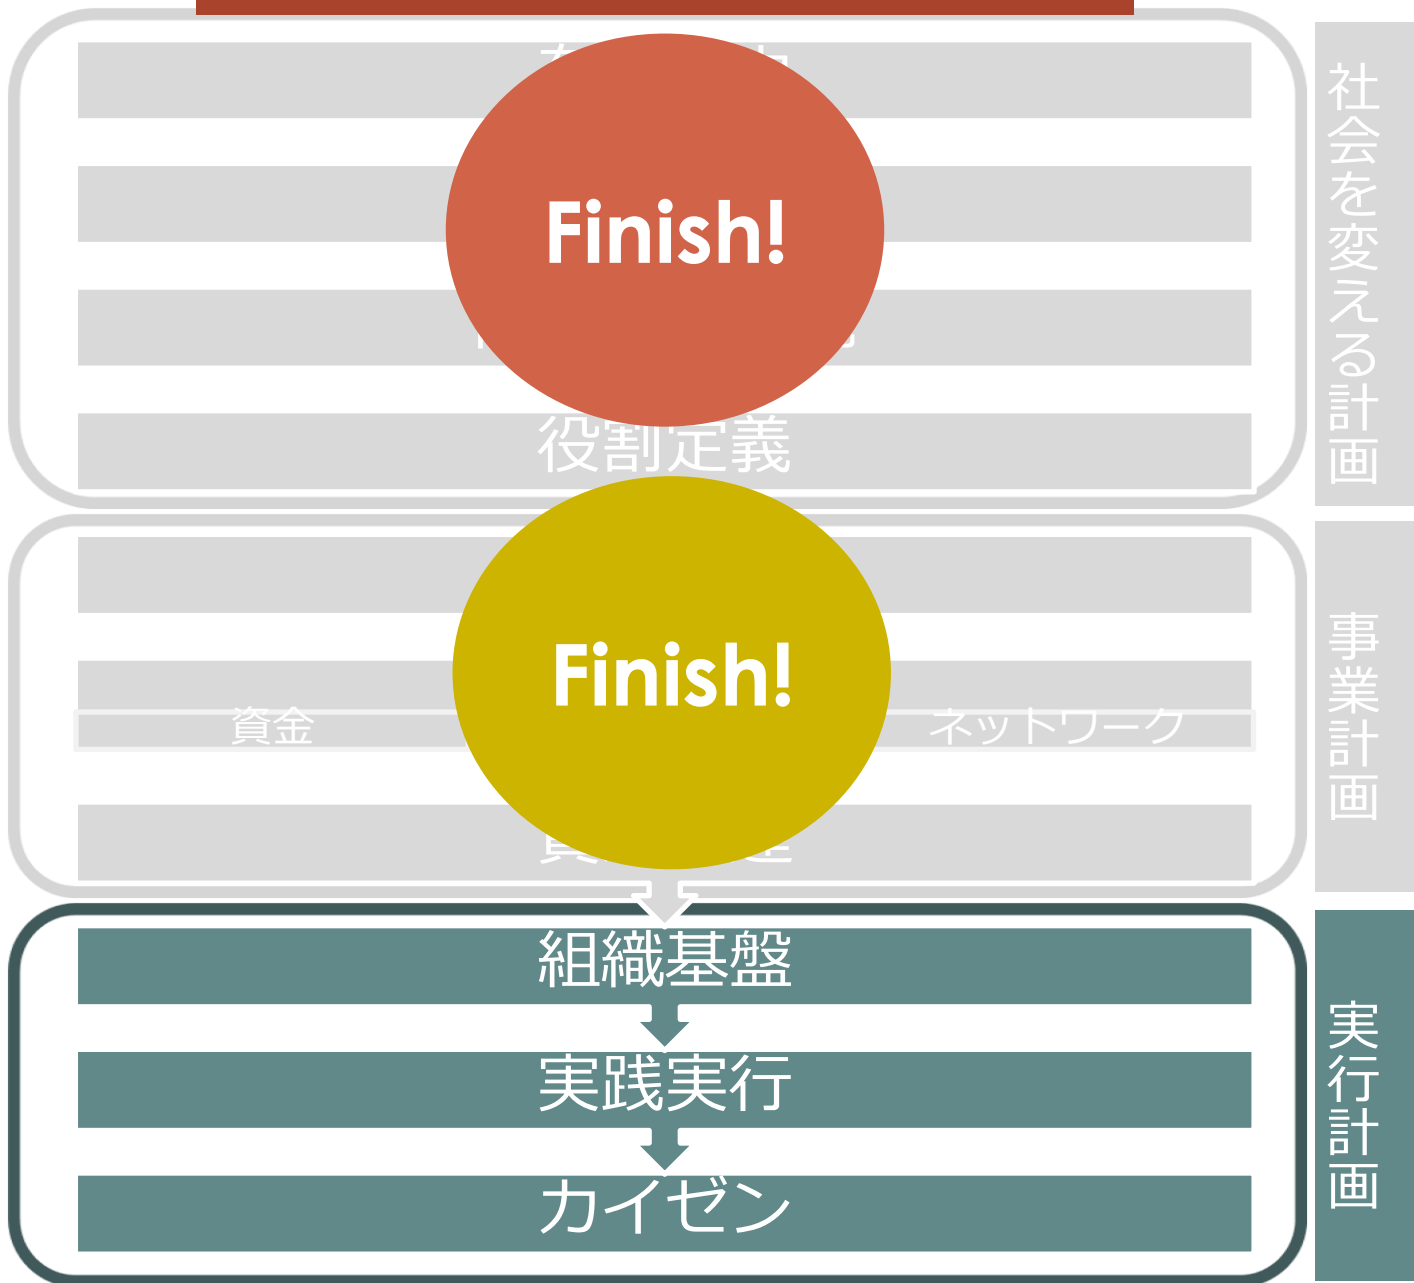 Finish!
役割定義
社会を変える計画
Finish!
資金
ネットワーク
事業計画
組織基盤
実践実行
カイゼン
実行計画